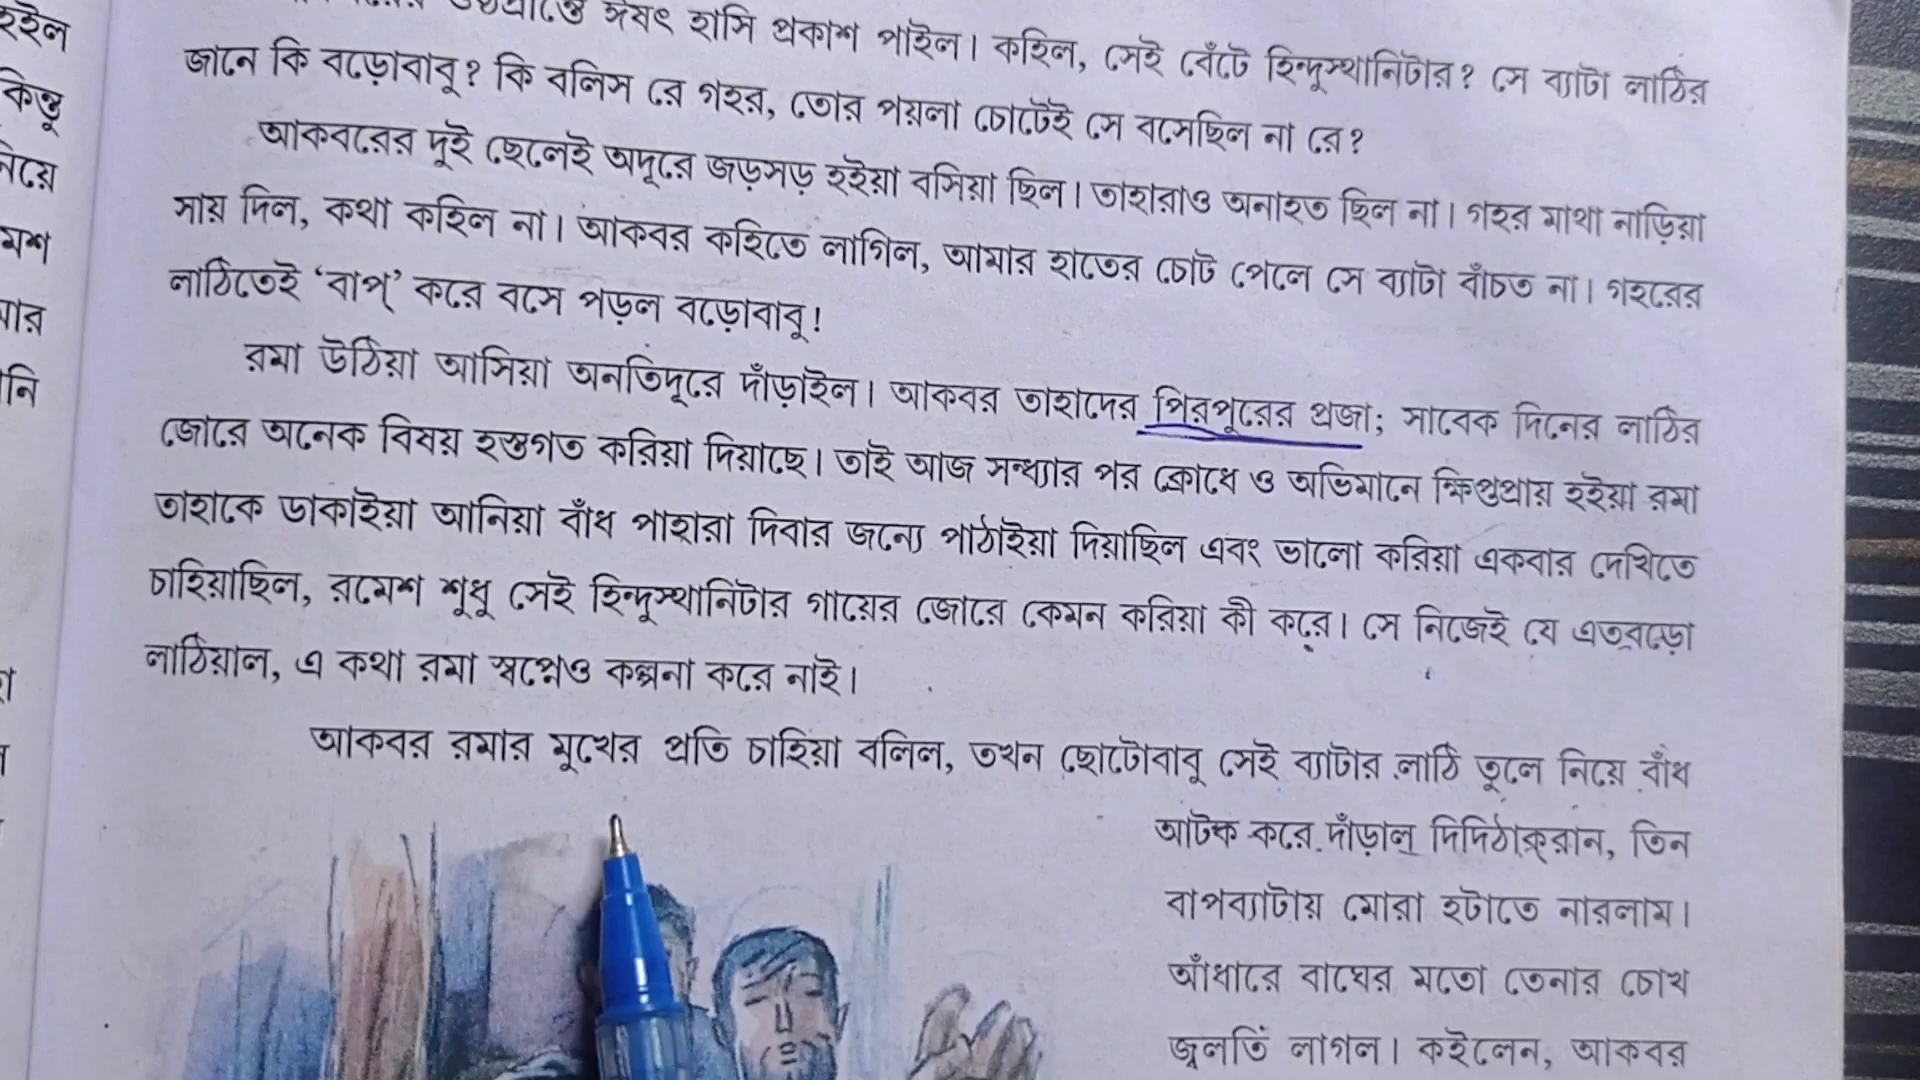 হইল
কিন্তু
নিয়ে
মশ
মার
নি
ঈষৎ হাসি প্রকাশ পাইল। কহিল, সেই বেঁটে হিন্দুস্থানিটার? সে ব্যাটা লাঠির
জানে কি বড়োবাবু? কি বলিস রে গহর, তোর পয়লা চোটেই সে বসেছিল না রে?
আকবরের দুই ছেলেই অদূরে জড়সড় হইয়া বসিয়া ছিল। তাহারাও অনাহত ছিল না। গহর মাথা নাড়িয়া
সায় দিল, কথা কহিল না। আকবর কহিতে লাগিল, আমার হাতের চোট পেলে সে ব্যাটা বাঁচত না। গহরের
লাঠিতেই ‘বাপ্’ করে বসে পড়ল বড়োবাবু!
রমা উঠিয়া আসিয়া অনতিদূরে দাঁড়াইল। আকবর তাহাদের পিরপুরের প্রজা; সাবেক দিনের লাঠির
জোরে অনেক বিষয় হস্তগত করিয়া দিয়াছে। তাই আজ সন্ধ্যার পর ক্রোধে ও অভিমানে ক্ষিপ্তপ্রায় হইয়া রমা
তাহাকে ডাকাইয়া আনিয়া বাঁধ পাহারা দিবার জন্যে পাঠাইয়া দিয়াছিল এবং ভালো করিয়া একবার দেখিতে
চাহিয়াছিল, রমেশ শুধু সেই হিন্দুস্থানিটার গায়ের জোরে কেমন করিয়া কী করে। সে নিজেই যে এতবড়ো
লাঠিয়াল, এ কথা রমা স্বপ্নেও কল্পনা করে নাই।
আকবর রমার মুখের প্রতি চাহিয়া বলিল, তখন ছোটোবাবু সেই ব্যাটার লাঠি তুলে নিয়ে বাঁধ
আটক করে দাঁড়াল দিদিঠাক্‌রান, তিন
বাপব্যাটায় মোরা হটাতে নারলাম।
আঁধারে বাঘের মতো তেনার চোখ
জ্বলতি লাগল। কইলেন, আকবর